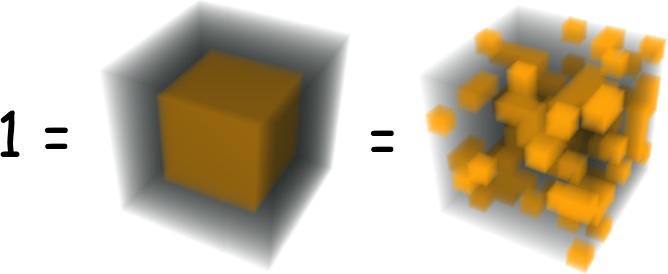 1 = =